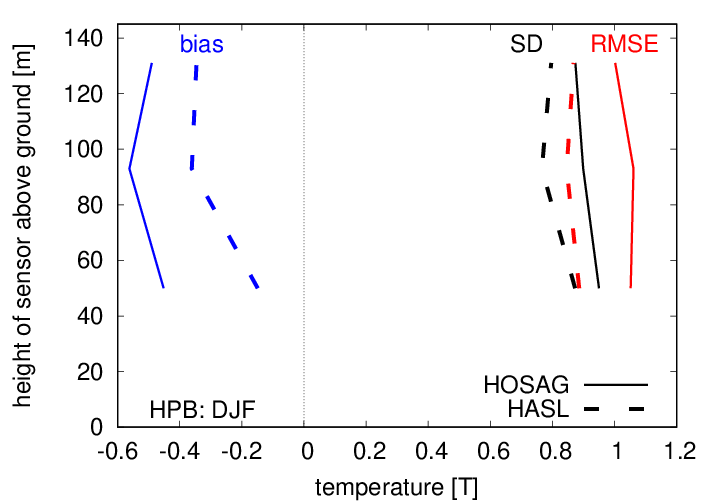 bias
SD
RMSE
height of sensor above ground [m]
140
120
100
80
60
40
20
0
HOSAG
HASL
HPB: DJF
-0.6
-0.4
-0.2
0
0.2
0.4
0.6
0.8
1
1.2
temperature [T]